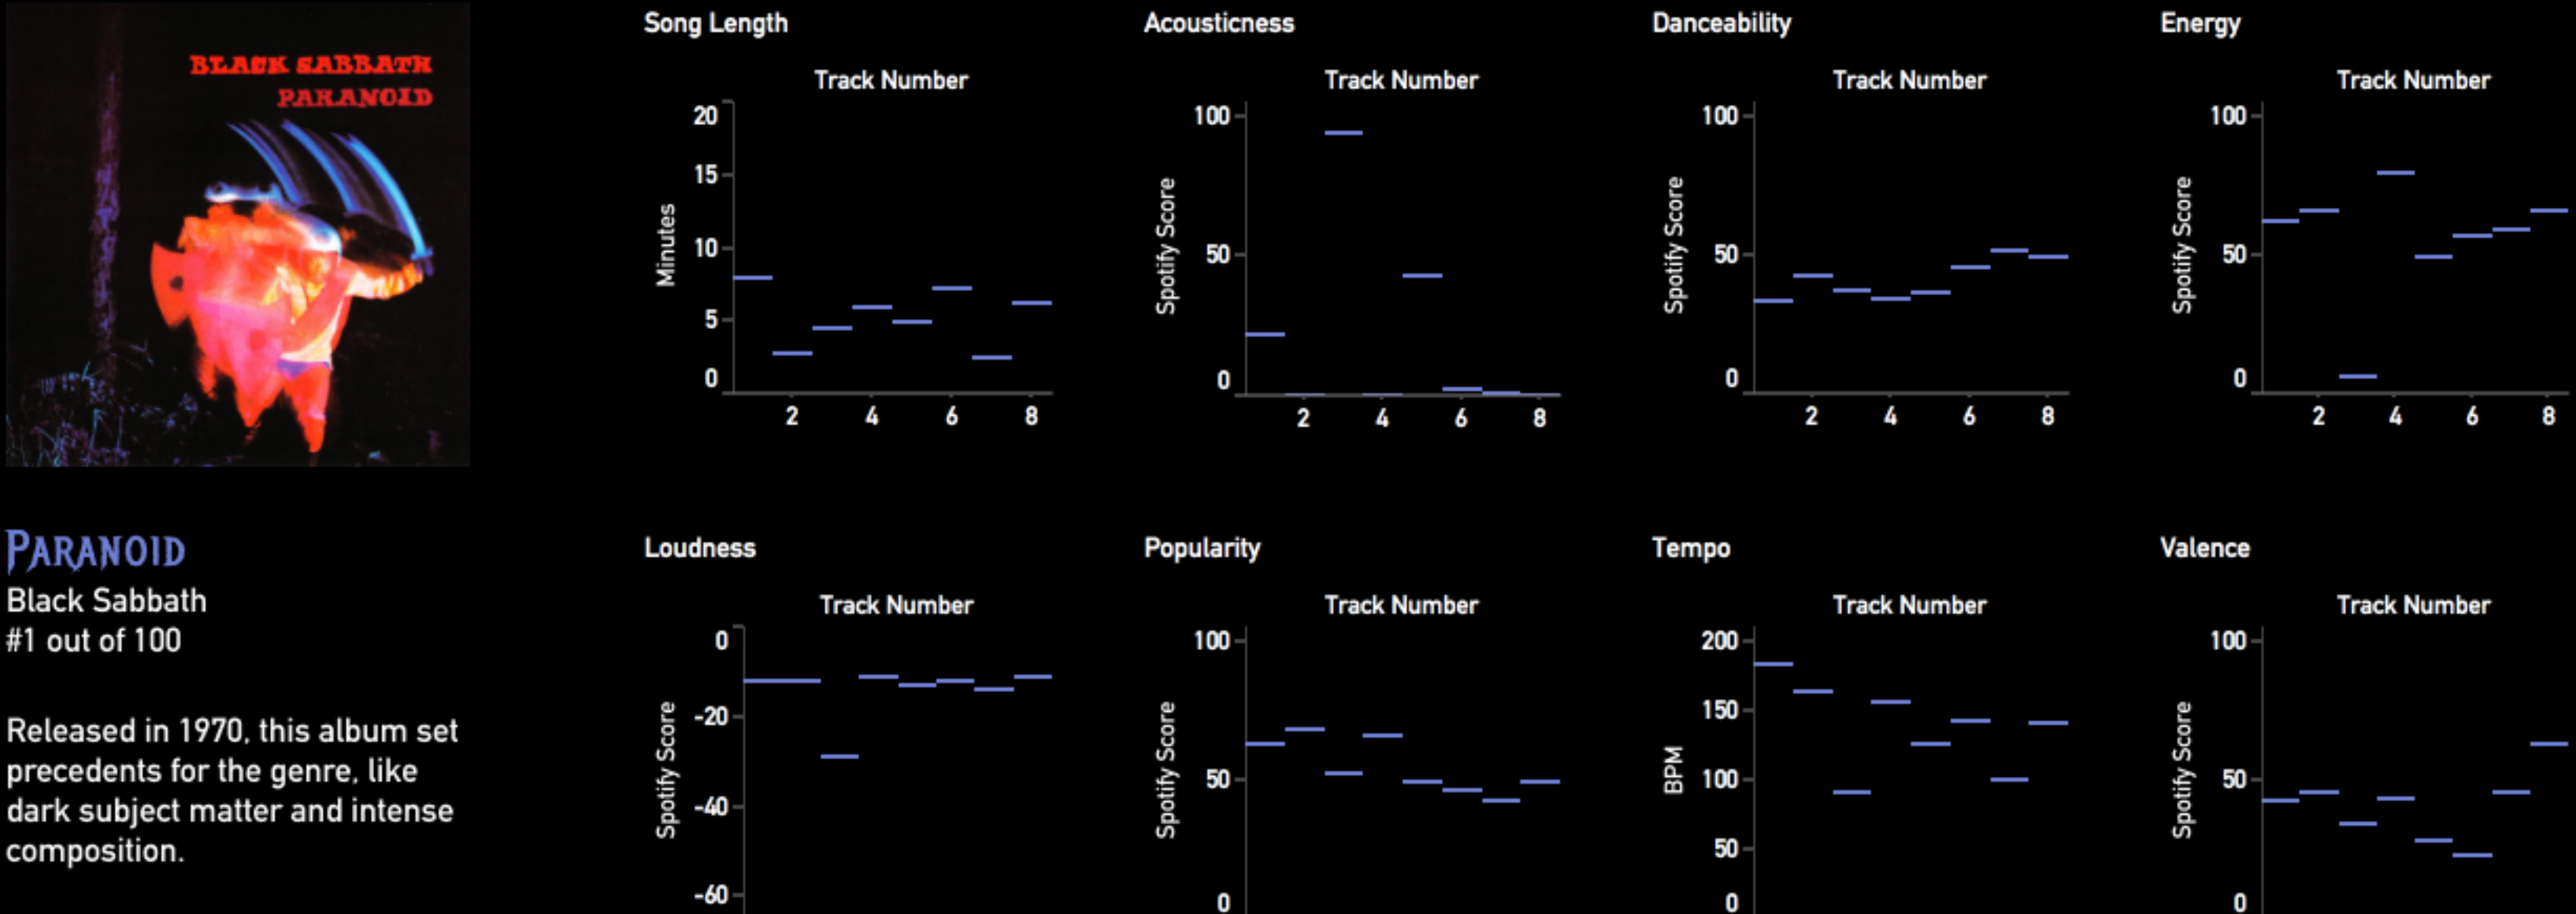 BLACK SABBATH
PARANOID
PARANOID
Black Sabbath
#1 out of 100
Released in 1970, this album set
precedents for the genre, like
dark subject matter and intense
composition.
Song Length
Track Number
Minutes
20
15
10
5
0
2 4 6 8
Acousticness
Track Number
Spotify Score
100
50
0
2 4 6 8
Danceability
Track Number
Spotify Score
100
50
0
2 4 6 8
Energy
Track Number
Spotify Score
100
50
0
2 4 6 8
Loudness
Track Number
Spotify Score
0
-20
-40
-60
Popularity
Track Number
Spotify Score
100
50
0
Tempo
Track Number
BPM
200
150
100
50
0
Valence
Track Number
Spotify Score
100
50
0